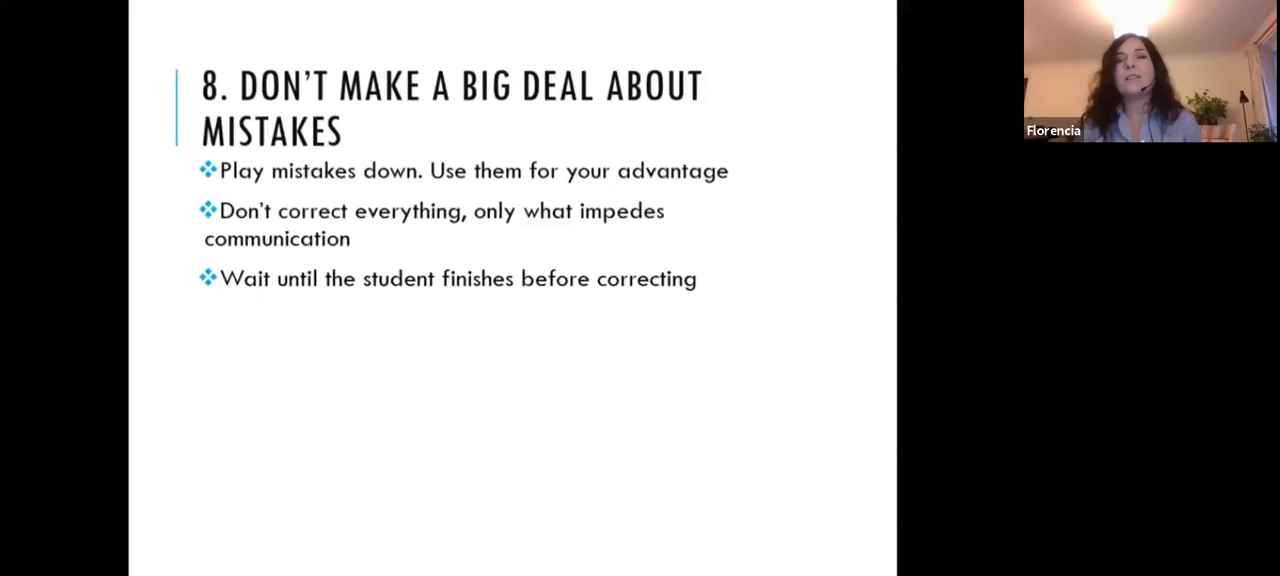 8. DON'T MAKE A BIG DEAL ABOUT
MISTAKES
Play mistakes down. Use them for your advantage
Don't correct everything, only what impedes
communication
Wait until the student finishes before correcting
Florencia